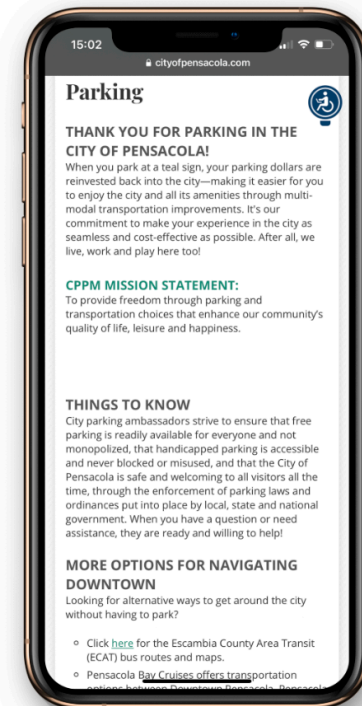 15:02
cityofpensacola.com
Parking
THANK YOU FOR PARKING IN THE
CITY OF PENSACOLA!
When you park at a teal sign, your parking dollars are
reinvested back into the city—making it easier for you
to enjoy the city and all its amenities through multi-
modal transportation improvements. It's our
commitment to make your experience in the city as
seamless and cost-effective as possible. After all, we
live, work and play here too!
CPPM MISSION STATEMENT:
To provide freedom through parking and
transportation choices that enhance our community's
quality of life, leisure and happiness.
THINGS TO KNOW
City parking ambassadors strive to ensure that free
parking is readily available for everyone and not
monopolized, that handicapped parking is accessible
and never blocked or misused, and that the City of
Pensacola is safe and welcoming to all visitors all the
time, through the enforcement of parking laws and
ordinances put into place by local, state and national
government. When you have a question or need
assistance, they are ready and willing to help!
MORE OPTIONS FOR NAVIGATING
DOWNTOWN
Looking for alternative ways to get around the city
without having to park?
Click here for the Escambia County Area Transit
(ECAT) bus routes and maps.
Pensacola Bay Cruises offers transportation
options between Downtown Pensacola, Pensacola